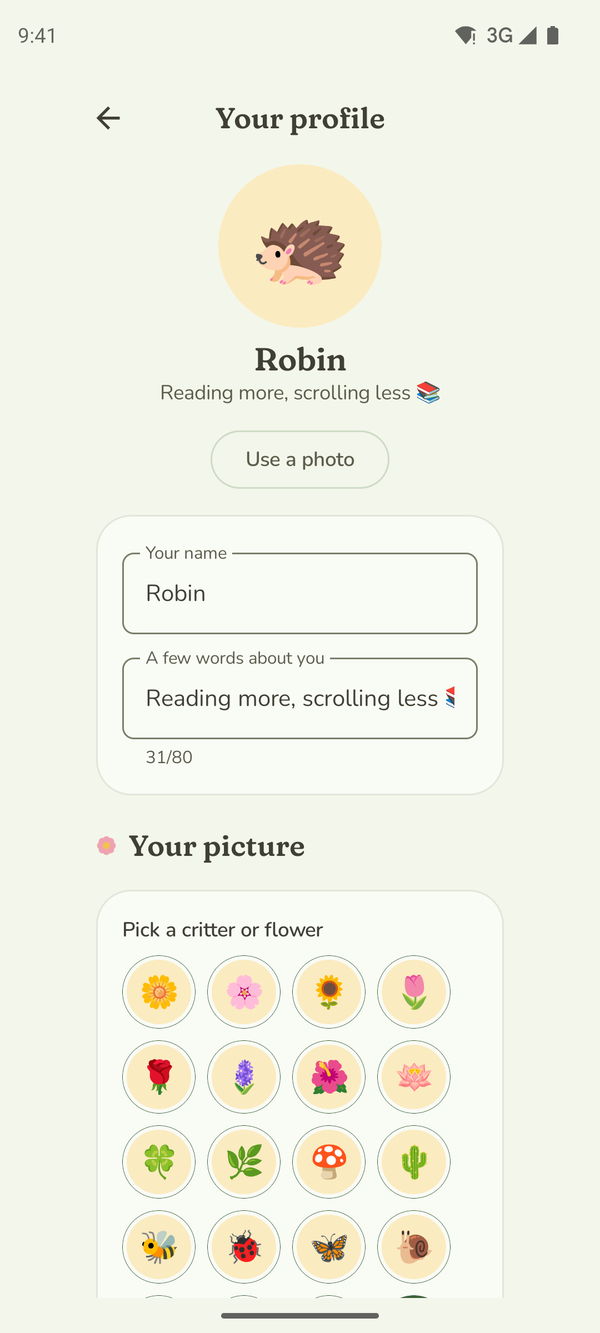 9:41
3G
Your profile
Robin
Reading more, scrolling less 📚
Use a photo
Your name
Robin
A few words about you
Reading more, scrolling less
31/80
Your picture
Pick a critter or flower